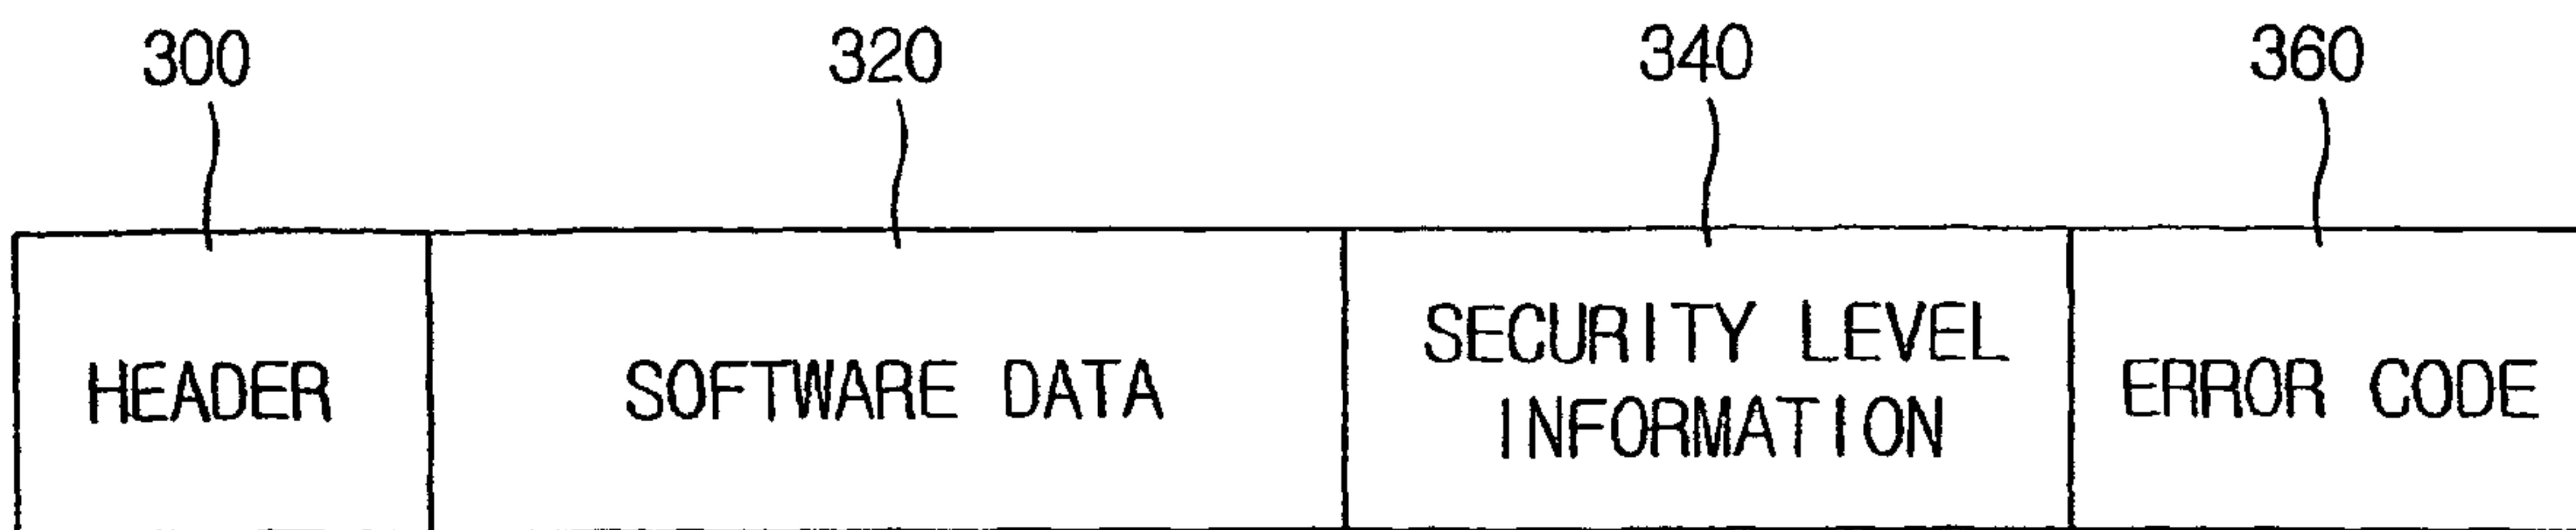 300 320 340 360
HEADER
SOFTWARE DATA
SECURITY LEVEL
INFORMATION
ERROR CODE